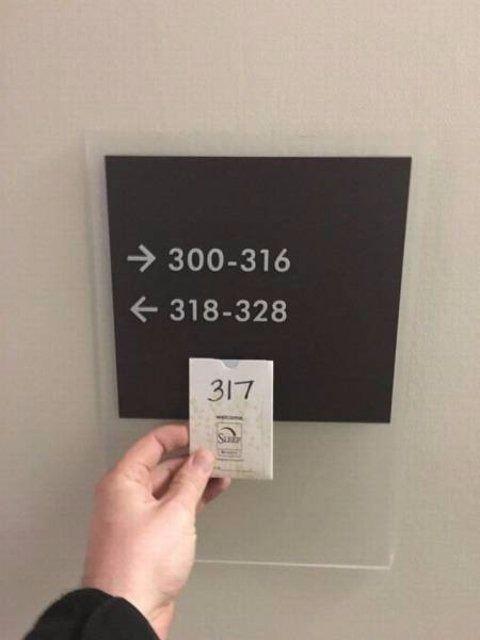 → 300-316
← 318-328
317
welcome.
SLEEP